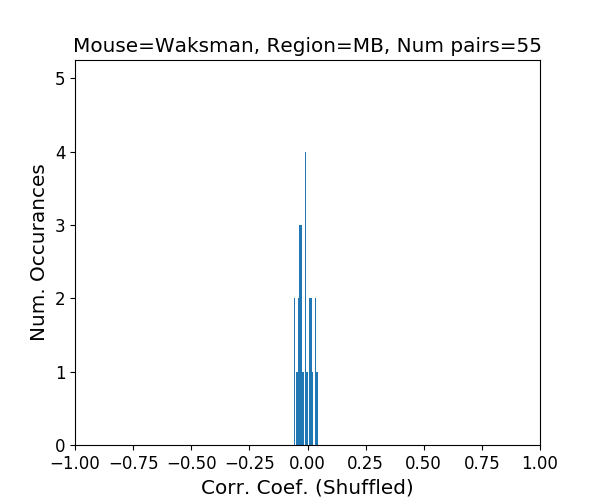 Mouse=Waksman, Region=MB, Num pairs=55
5
4
3
2
1
0
Num. Occurances
−1.00 −0.75 −0.50 −0.25 0.00 0.25 0.50 0.75 1.00
Corr. Coef. (Shuffled)